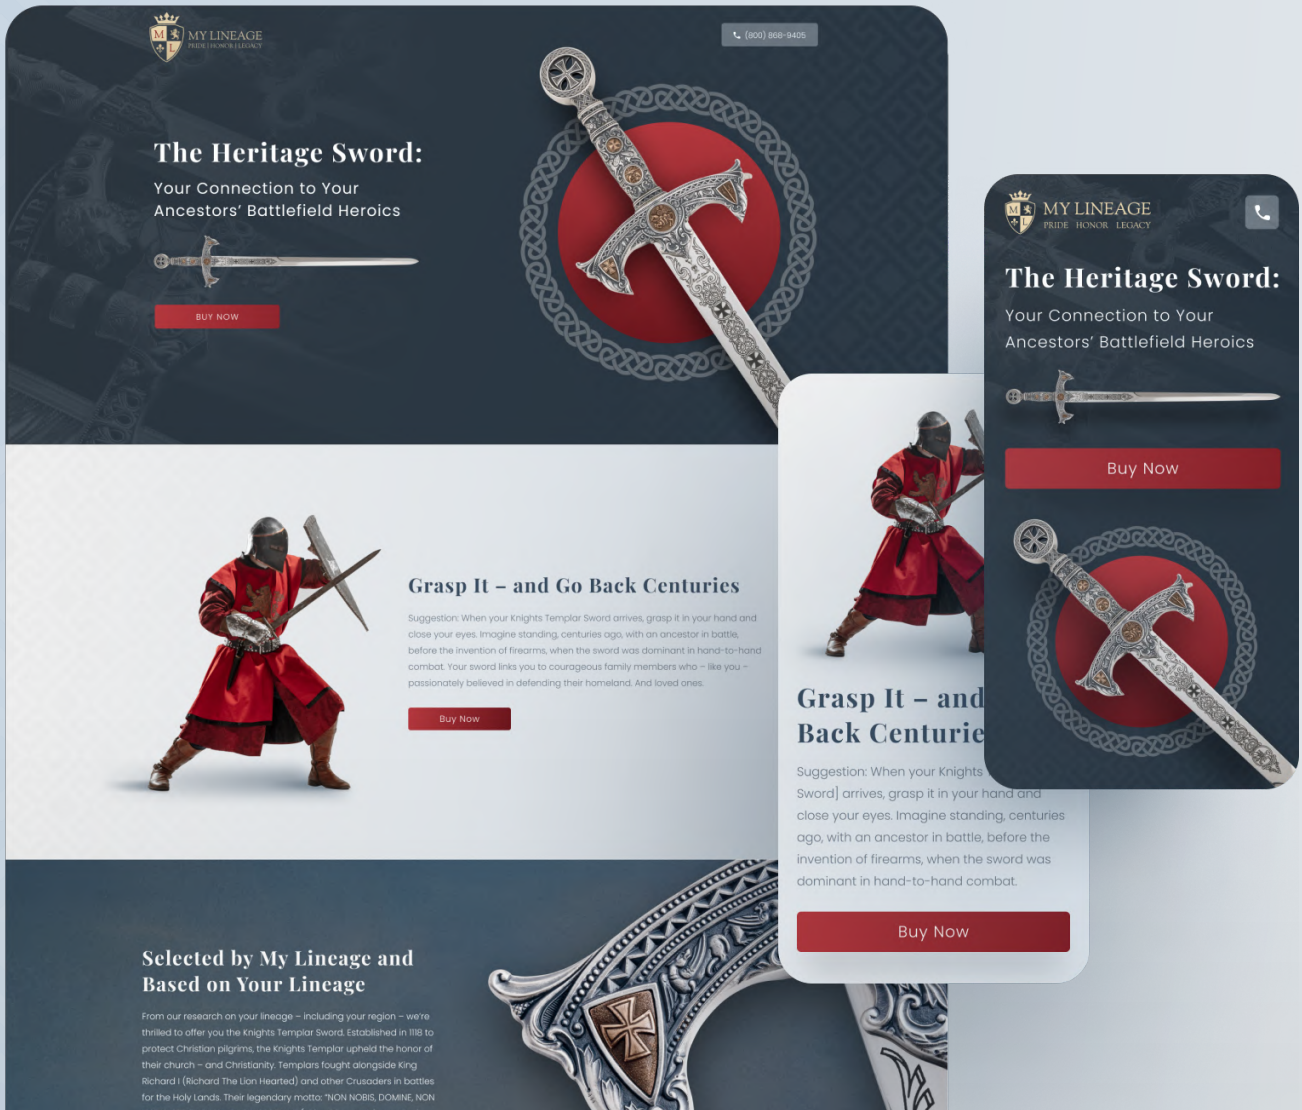 M L
MY LINEAGE
PRIDE | HONOR | LEGACY
(800) 868-9405
The Heritage Sword:
Your Connection to Your
Ancestors’ Battlefield Heroics
BUY NOW
Grasp It – and Go Back Centuries
Suggestion: When your Knights Templar Sword arrives, grasp it in your hand and
close your eyes. Imagine standing, centuries ago, with an ancestor in battle,
before the invention of firearms, when the sword was dominant in hand-to-hand
combat. Your sword links you to courageous family members who – like you –
passionately believed in defending their homeland. And loved ones.
Buy Now
Selected by My Lineage and
Based on Your Lineage
From our research on your lineage – including your region – we’re
thrilled to offer you the Knights Templar Sword. Established in 1118 to
protect Christian pilgrims, the Knights Templar upheld the honor of
their church – and Christianity. Templars fought alongside King
Richard I (Richard The Lion Hearted) and other Crusaders in battles
for the Holy Lands. Their legendary motto: “NON NOBIS, DOMINE, NON
Grasp It – and
Back Centurie
Suggestion: When your Knights
Sword] arrives, grasp it in your hand and
close your eyes. Imagine standing, centuries
ago, with an ancestor in battle, before the
invention of firearms, when the sword was
dominant in hand-to-hand combat.
Buy Now
M L
MY LINEAGE
PRIDE HONOR LEGACY
The Heritage Sword:
Your Connection to Your
Ancestors’ Battlefield Heroics
Buy Now